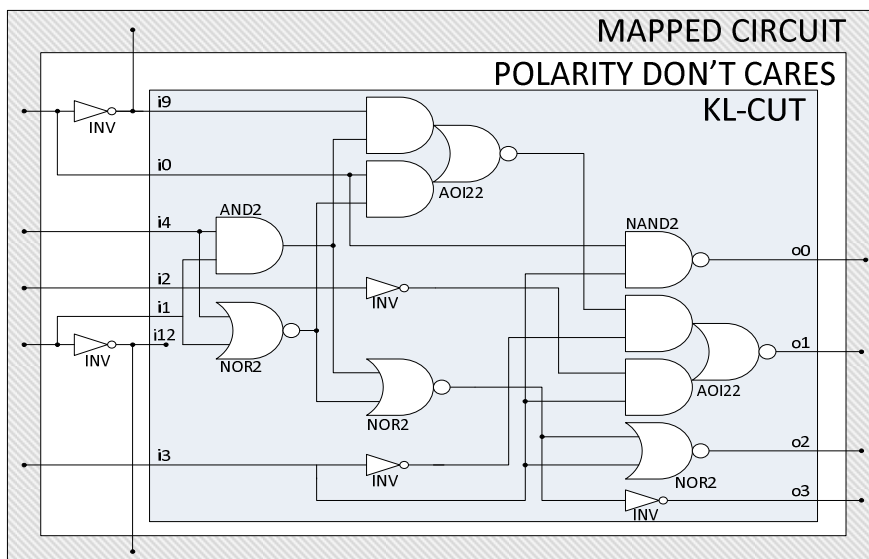 MAPPED CIRCUIT
POLARITY DON'T CARES
KL-CUT
i9
INV
i0
AOI22
i4
AND2
NAND2
o0
i2
INV
i1
i12
INV
NOR2
o1
AOI22
NOR2
o2
i3
INV
NOR2
o3
INV